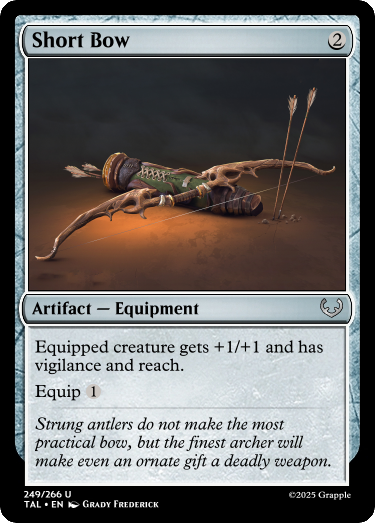 Short Bow 2
Artifact — Equipment
Equipped creature gets +1/+1 and has
vigilance and reach.
Equip 1
Strung antlers do not make the most
practical bow, but the finest archer will
make even an ornate gift a deadly weapon.
249/266 U
TAL • EN Grady Frederick
©2025 Grapple